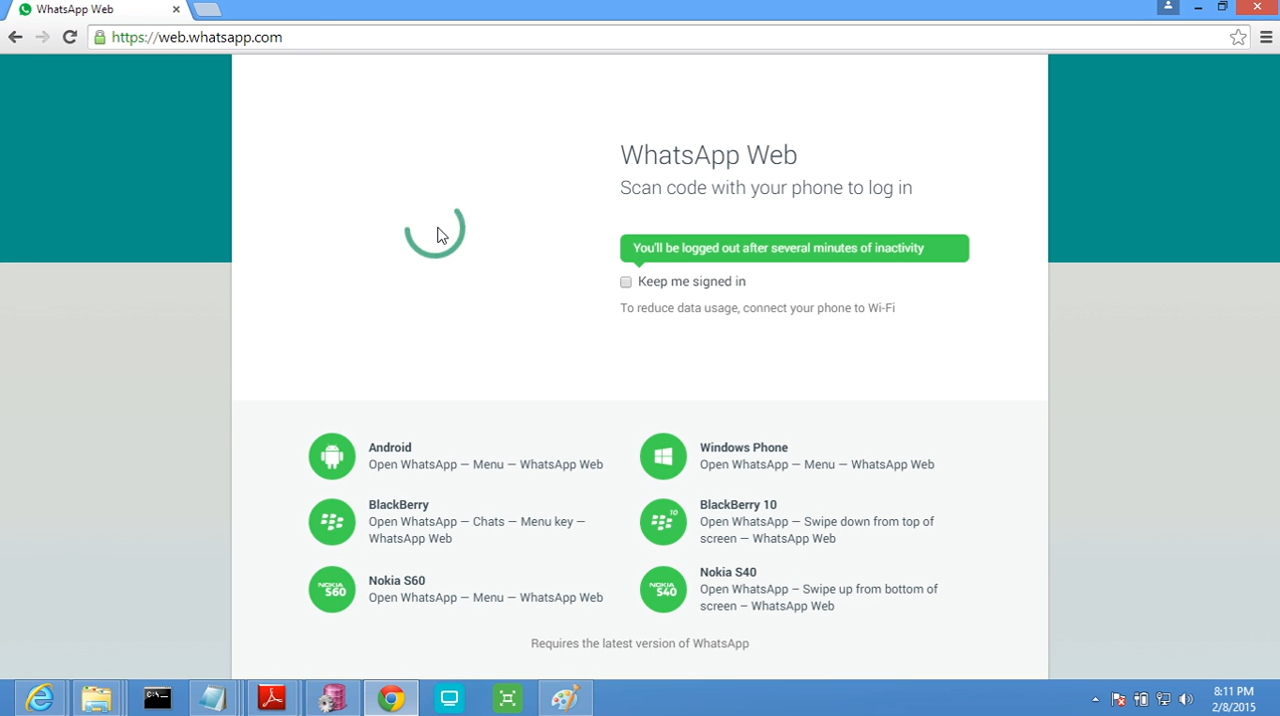 WhatsApp Web
https://web.whatsapp.com
WhatsApp Web
Scan code with your phone to log in
You'll be logged out after several minutes of inactivity
Keep me signed in
To reduce data usage, connect your phone to Wi-Fi
Android
Open WhatsApp — Menu — WhatsApp Web
Windows Phone
Open WhatsApp — Menu — WhatsApp Web
BlackBerry
Open WhatsApp — Chats — Menu key —
WhatsApp Web
BlackBerry 10
Open WhatsApp — Swipe down from top of
screen — WhatsApp Web
10
NOKIA
S60
Nokia S60
Open WhatsApp — Menu — WhatsApp Web
NOKIA
S40
Nokia S40
Open WhatsApp – Swipe up from bottom of
screen – WhatsApp Web
Requires the latest version of WhatsApp
C:\
8:11 PM
2/8/2015